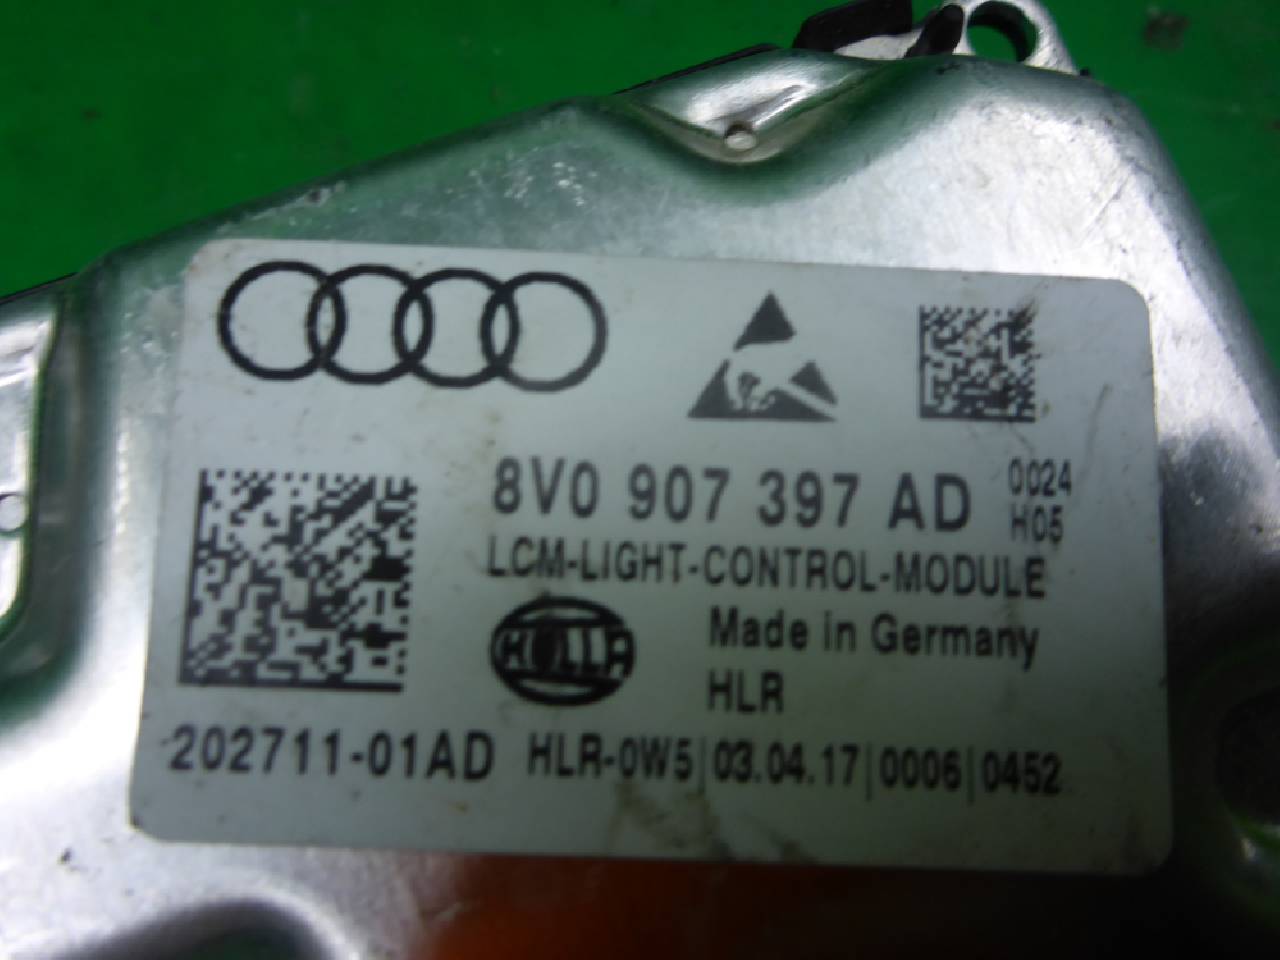 8V0 907 397 AD 0024
H05
LCM-LIGHT-CONTROL-MODULE
HELLA Made in Germany
HLR
202711-01AD HLR-0W5|03.04.17|0006|0452